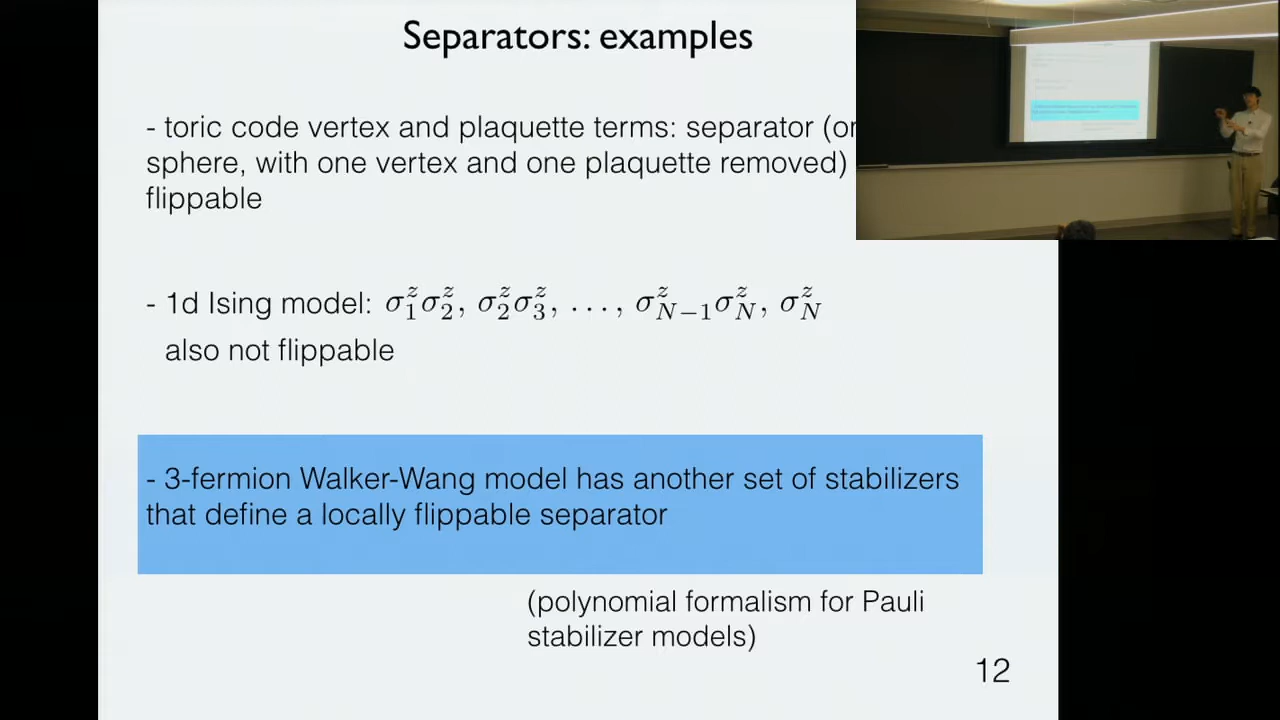 Separators: examples
- toric code vertex and plaquette terms: separator (on
sphere, with one vertex and one plaquette removed)
flippable
- 1d Ising model: σ₁ᶻσ₂ᶻ, σ₂ᶻσ₃ᶻ, . . . , σ_{N−1}ᶻσ_Nᶻ, σ_Nᶻ
also not flippable
- 3-fermion Walker-Wang model has another set of stabilizers
that define a locally flippable separator
(polynomial formalism for Pauli
stabilizer models)
12